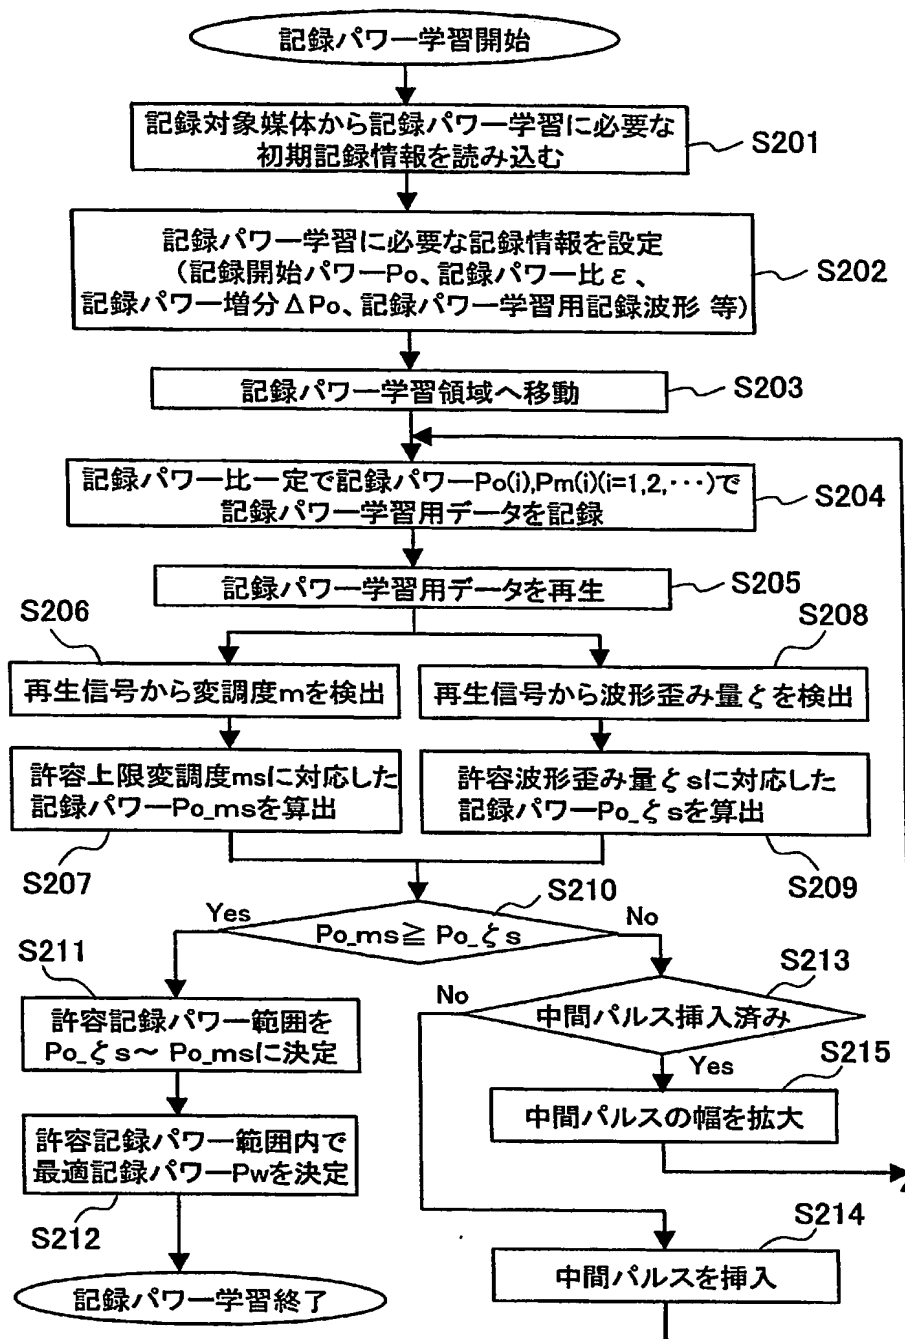 記録パワー学習開始
記録対象媒体から記録パワー学習に必要な
初期記録情報を読み込む
S201
記録パワー学習に必要な記録情報を設定
（記録開始パワーPo、記録パワー比ε、
記録パワー増分ΔPo、記録パワー学習用記録波形 等）
S202
記録パワー学習領域へ移動
S203
記録パワー比一定で記録パワーPo(i),Pm(i)(i=1,2,･･･)で
記録パワー学習用データを記録
S204
記録パワー学習用データを再生
S205
S206
再生信号から変調度mを検出
S208
再生信号から波形歪み量ζを検出
許容上限変調度msに対応した
記録パワーPo_msを算出
S207
許容波形歪み量ζsに対応した
記録パワーPo_ζsを算出
S209
S210
Po_ms≧Po_ζs
Yes
No
S211
許容記録パワー範囲を
Po_ζs～Po_msに決定
S213
中間パルス挿入済み
No
Yes
S215
中間パルスの幅を拡大
許容記録パワー範囲内で
最適記録パワーPwを決定
S212
S214
中間パルスを挿入
記録パワー学習終了